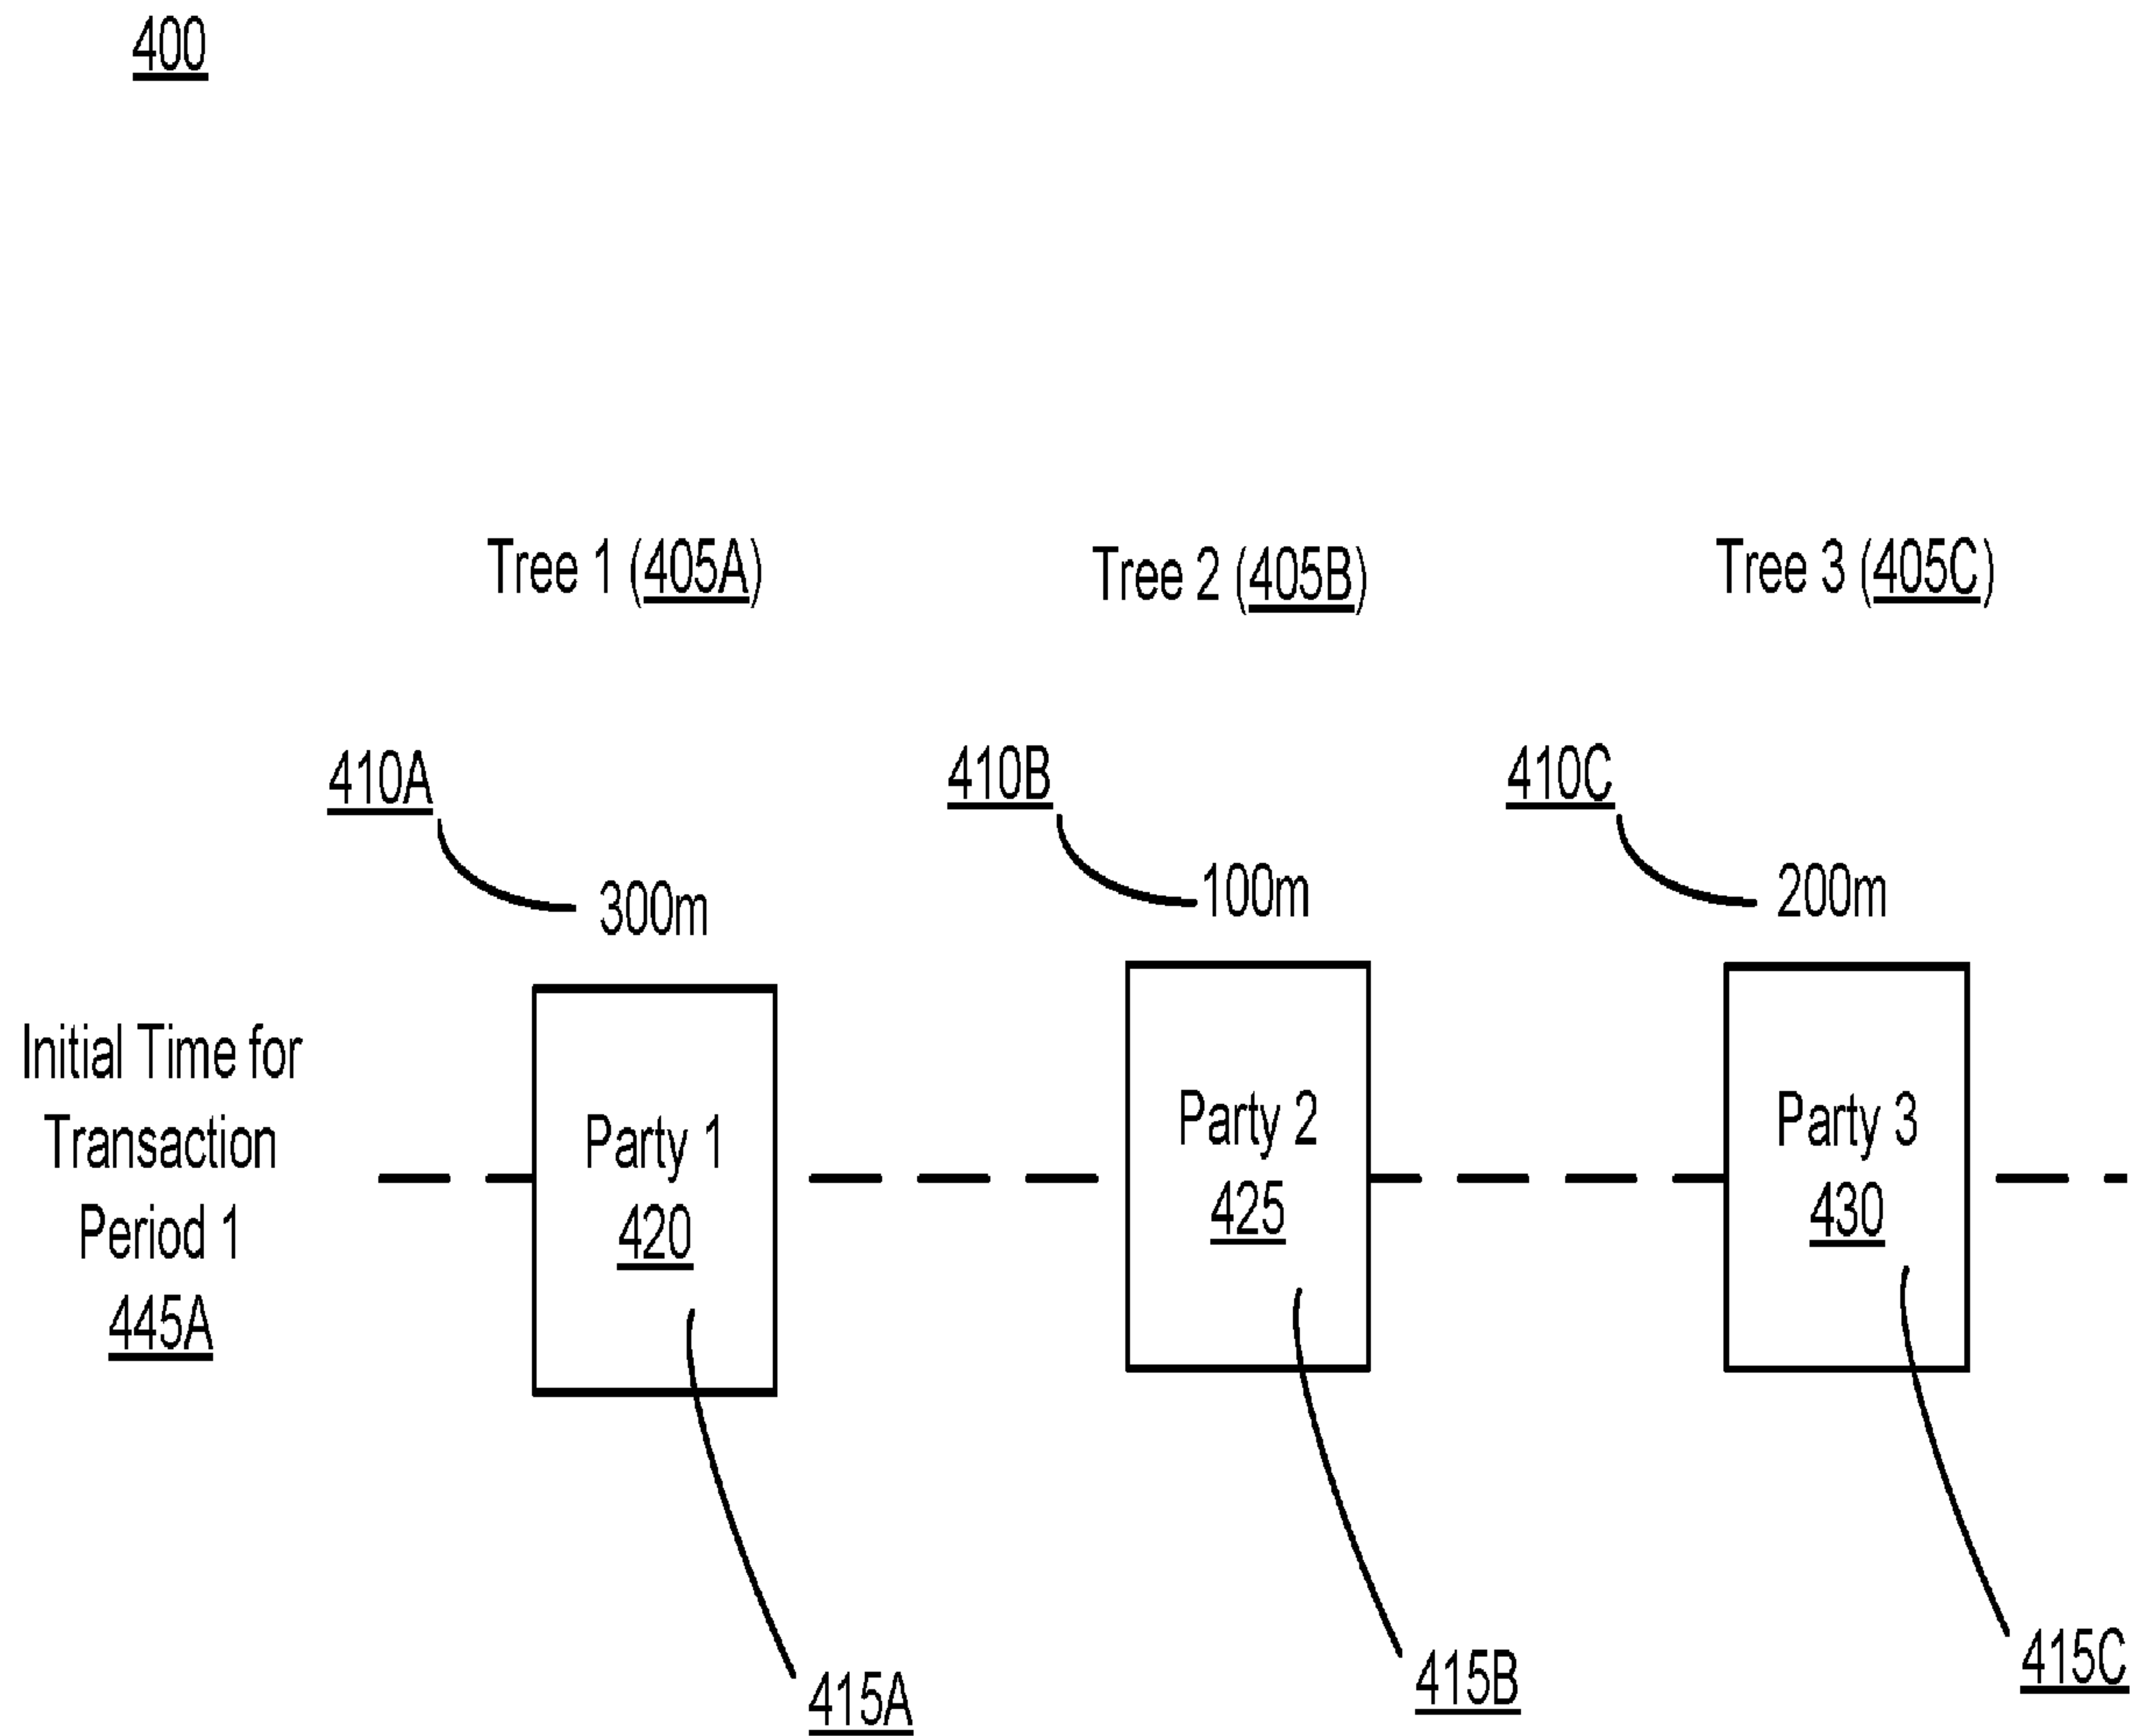 400
Tree 1 (405A)
Tree 2 (405B)
Tree 3 (405C)
410A
410B
410C
300m
100m
200m
Initial Time for
Transaction
Period 1
445A
Party 1
420
Party 2
425
Party 3
430
415A
415B
415C